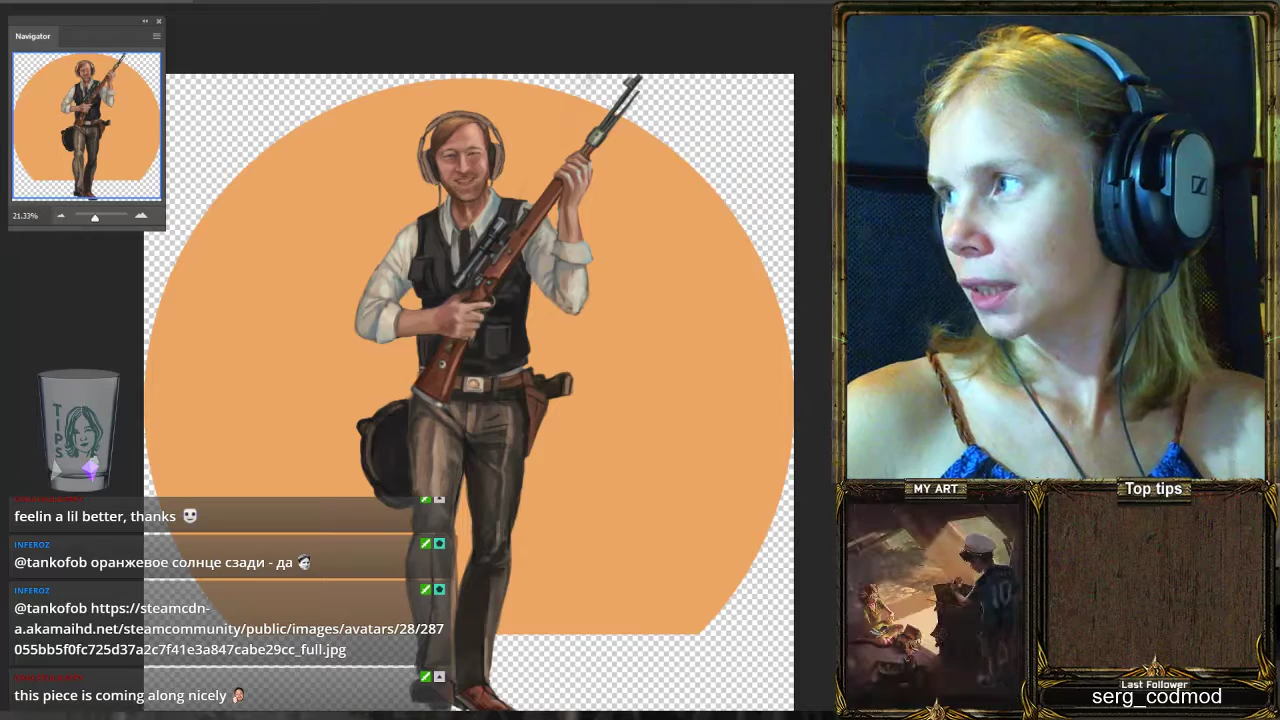 Navigator
21.33%
TIPS
feelin a lil better, thanks
INFEROZ
@tankofob оранжевое солнце сзади - да
INFEROZ
@tankofob https://steamcdn-
a.akamaihd.net/steamcommunity/public/images/avatars/28/287
055bb5f0fc725d37a2c7f41e3a847cabe29cc_full.jpg
this piece is coming along nicely
MY ART
Top tips
10
Last Follower
serg_codmod